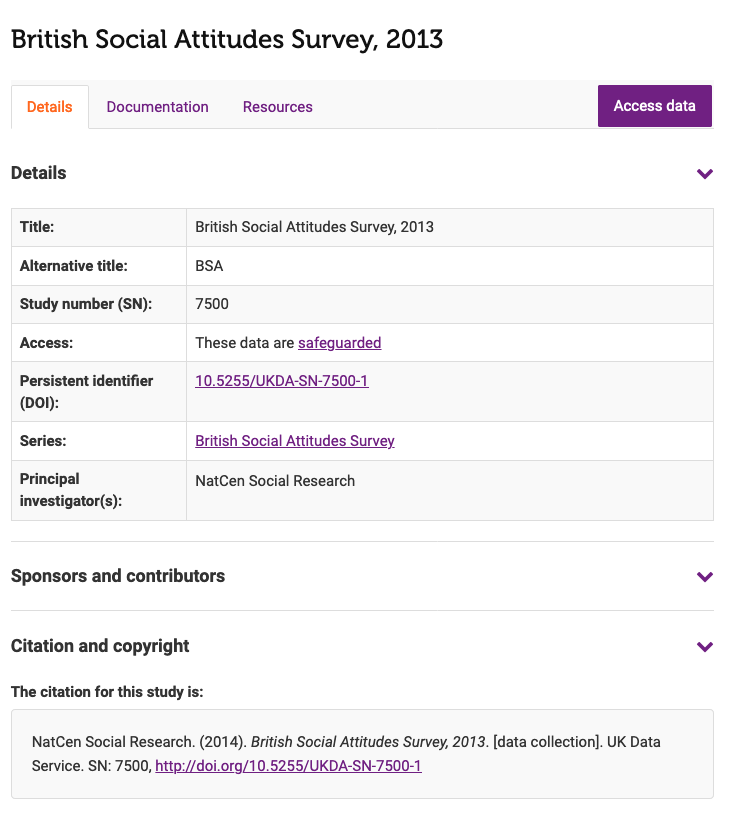 British Social Attitudes Survey, 2013
Details Documentation Resources Access data
Details
Title: British Social Attitudes Survey, 2013
Alternative title: BSA
Study number (SN): 7500
Access: These data are safeguarded
Persistent identifier (DOI): 10.5255/UKDA-SN-7500-1
Series: British Social Attitudes Survey
Principal investigator(s): NatCen Social Research
Sponsors and contributors
Citation and copyright
The citation for this study is:
NatCen Social Research. (2014). British Social Attitudes Survey, 2013. [data collection]. UK Data
Service. SN: 7500, http://doi.org/10.5255/UKDA-SN-7500-1